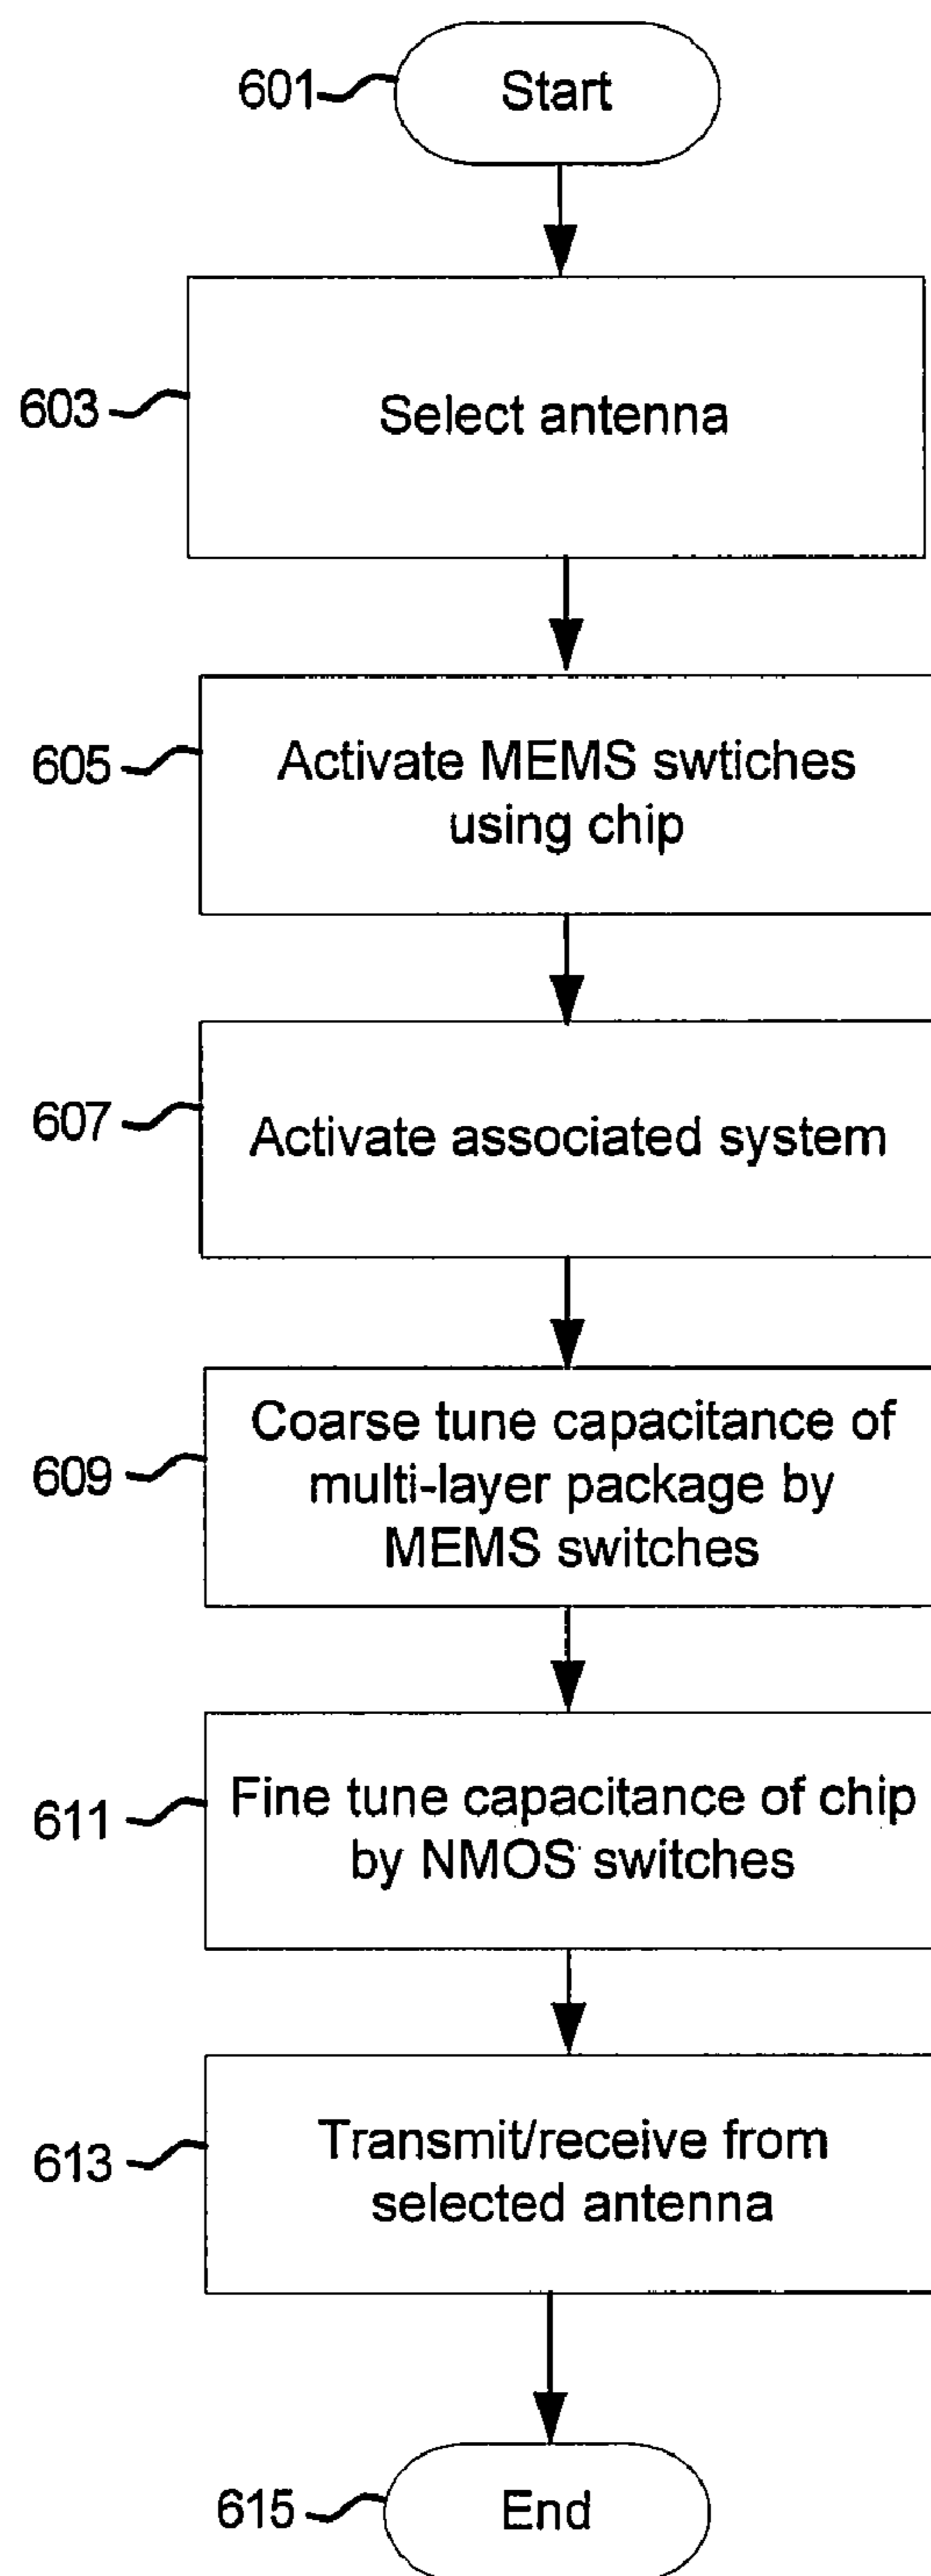 601
Start
603
Select antenna
605
Activate MEMS swtiches
using chip
607
Activate associated system
609
Coarse tune capacitance of
multi-layer package by
MEMS switches
611
Fine tune capacitance of chip
by NMOS switches
613
Transmit/receive from
selected antenna
615
End